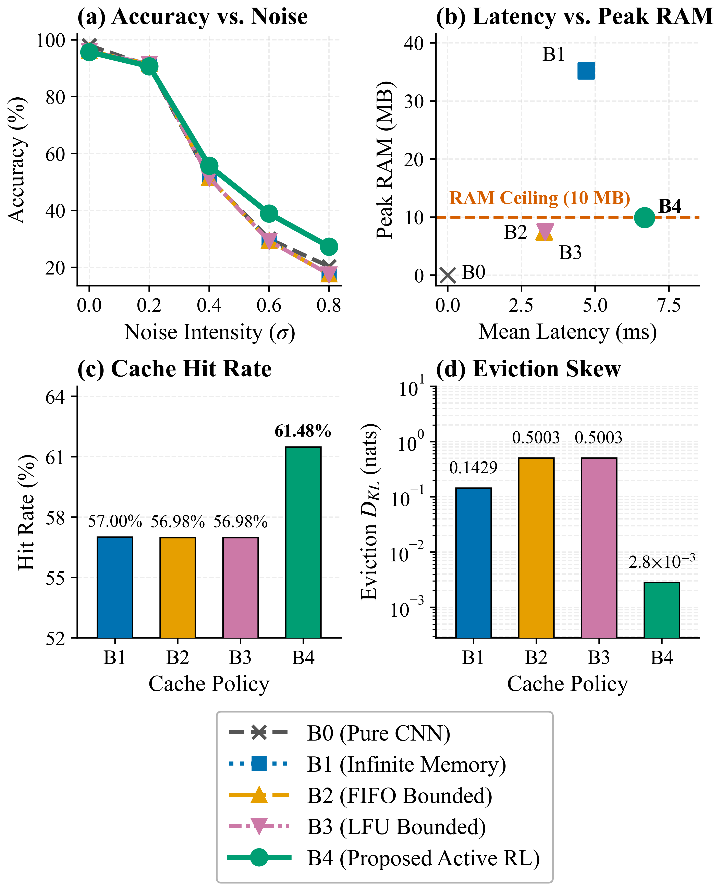 (a) Accuracy vs. Noise
100
80
60
40
20
Accuracy (%)
0.0 0.2 0.4 0.6 0.8
Noise Intensity (σ)
(b) Latency vs. Peak RAM
40
30
20
10
0
Peak RAM (MB)
B1
RAM Ceiling (10 MB)
B4
B2
B3
B0
0.0 2.5 5.0 7.5
Mean Latency (ms)
(c) Cache Hit Rate
64
61
58
55
52
Hit Rate (%)
57.00% 56.98% 56.98% 61.48%
B1 B2 B3 B4
Cache Policy
(d) Eviction Skew
10¹
10⁰
10⁻¹
10⁻²
10⁻³
Eviction D_KL (nats)
0.1429 0.5003 0.5003 2.8×10⁻³
B1 B2 B3 B4
Cache Policy
B0 (Pure CNN)
B1 (Infinite Memory)
B2 (FIFO Bounded)
B3 (LFU Bounded)
B4 (Proposed Active RL)